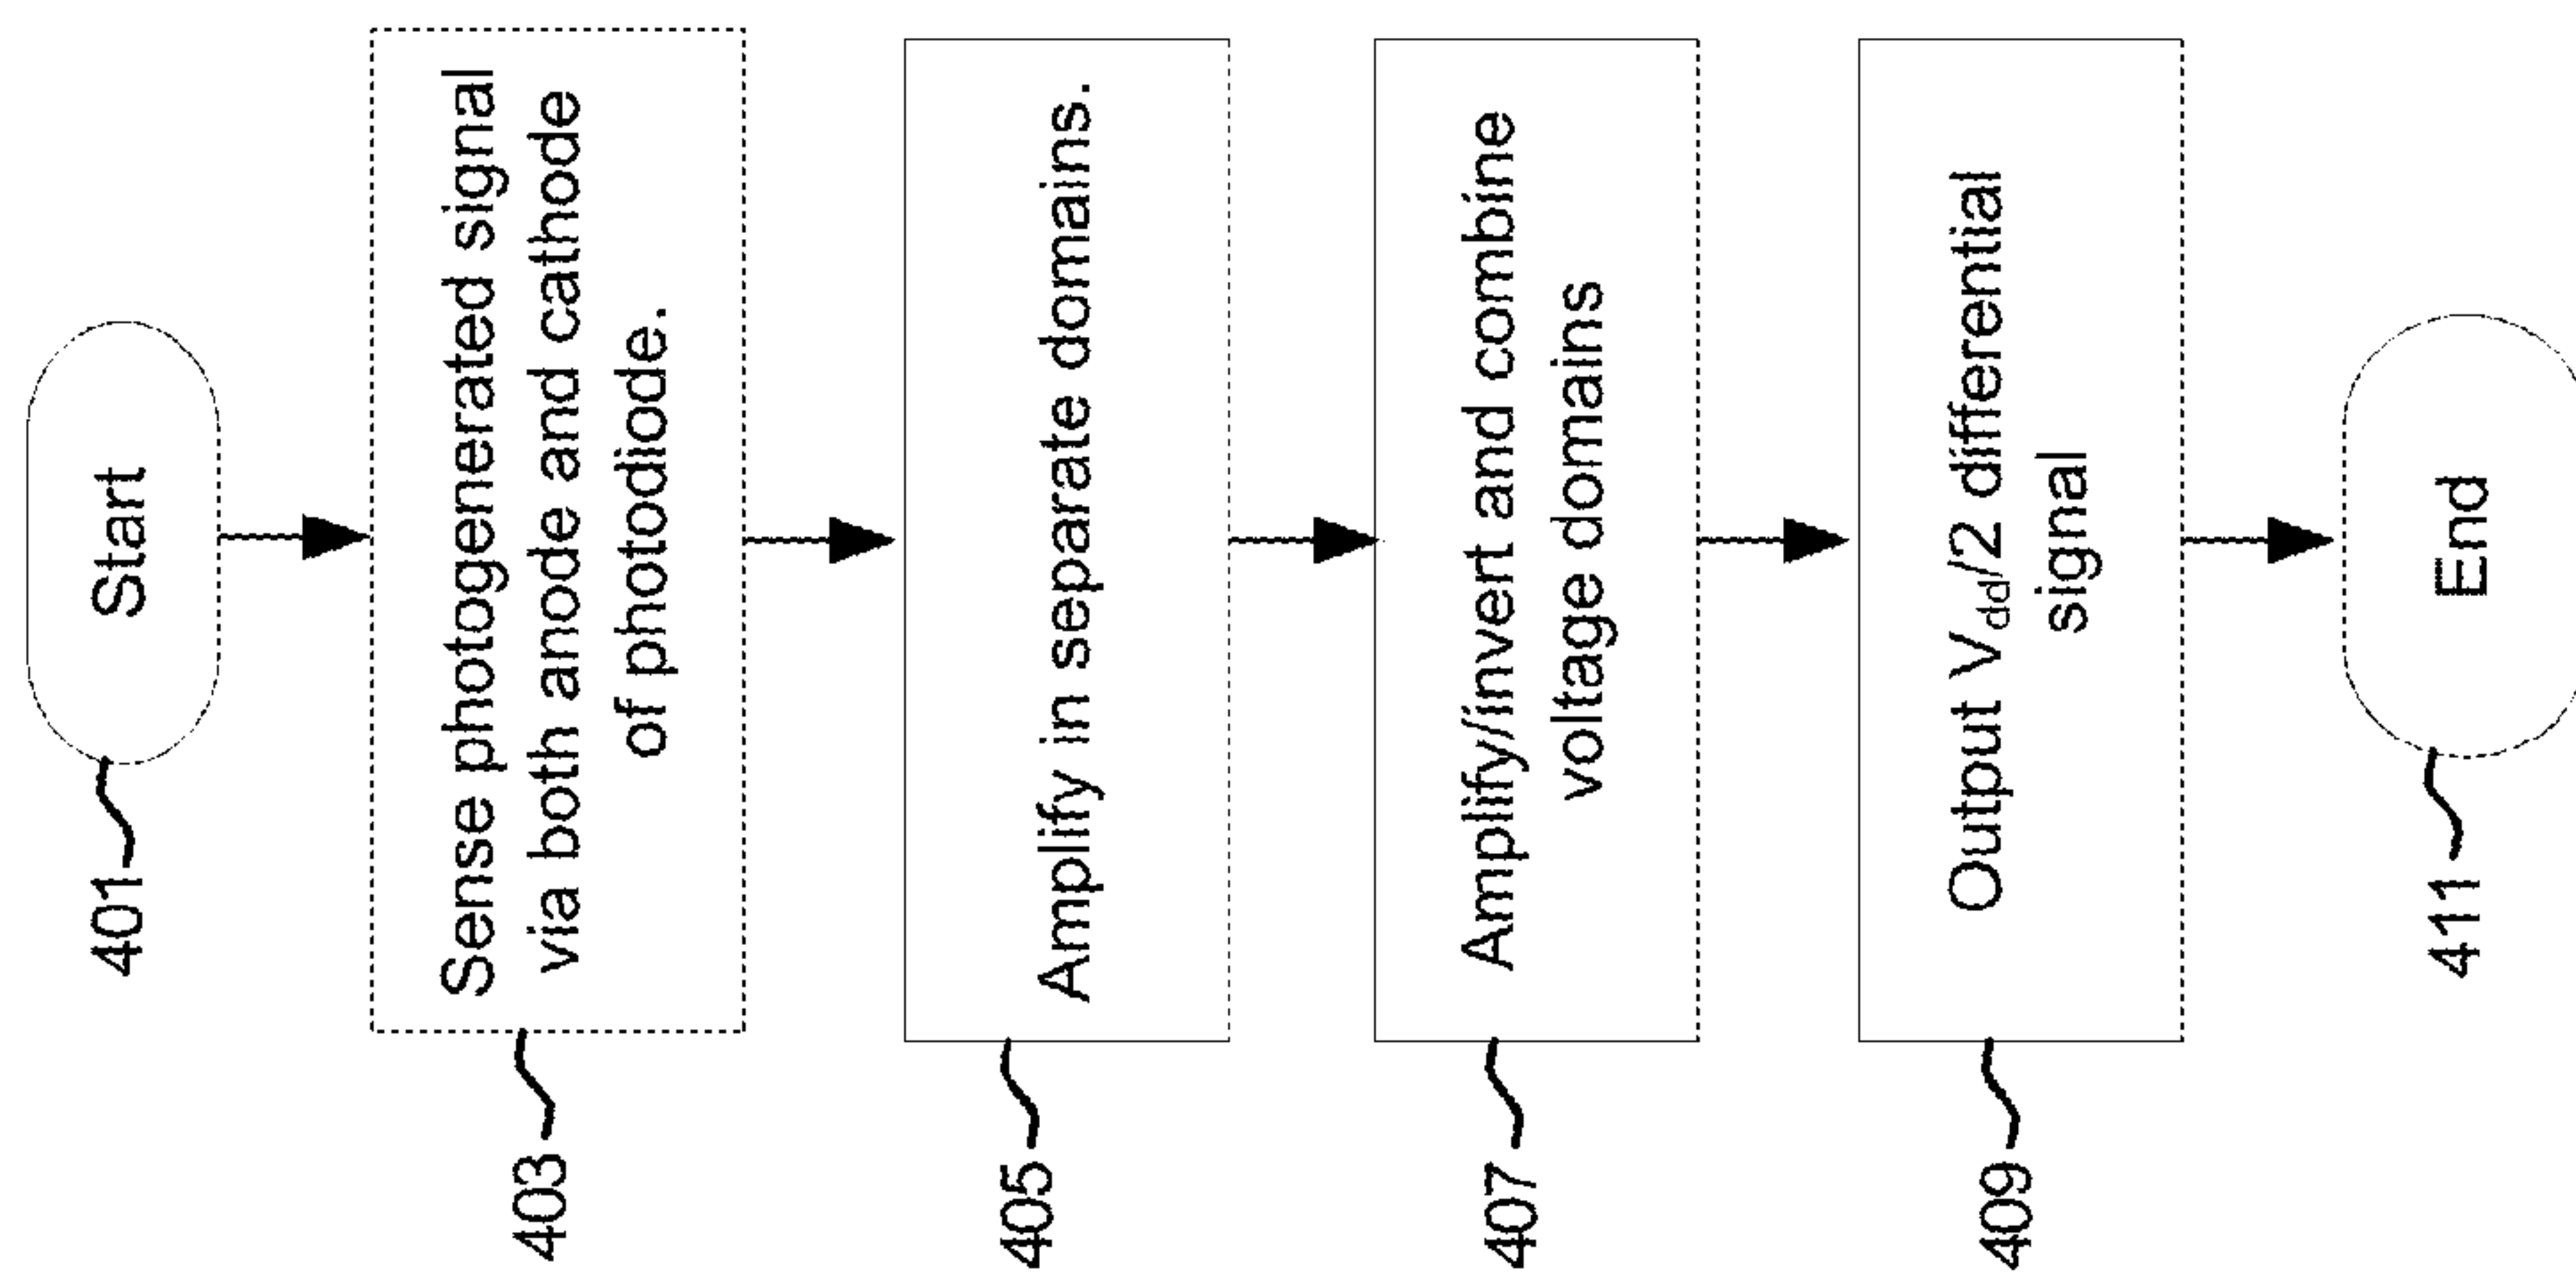 401
Start
403
Sense photogenerated signal
via both anode and cathode
of photodiode.
405
Amplify in separate domains.
407
Amplify/invert and combine
voltage domains
409
Output Vdd/2 differential
signal
411
End